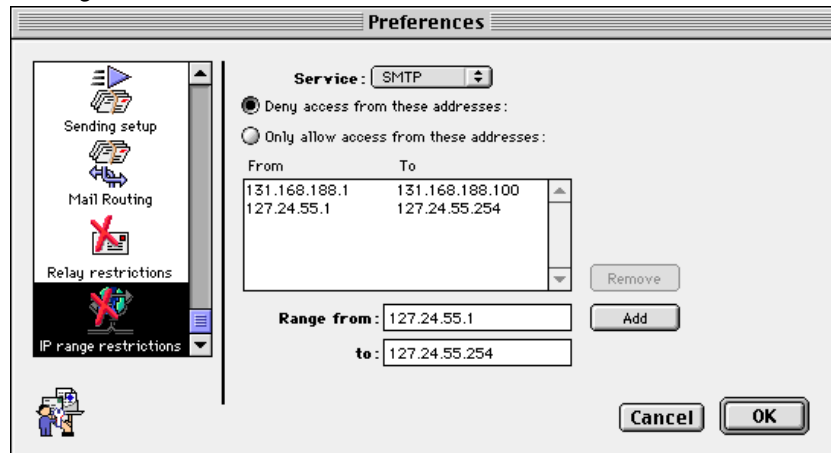 Preferences
Service: SMTP
Deny access from these addresses:
Only allow access from these addresses:
From To
131.168.188.1 131.168.188.100
127.24.55.1 127.24.55.254
Remove
Range from: 127.24.55.1 Add
to: 127.24.55.254
Sending setup
Mail Routing
Relay restrictions
IP range restrictions
Cancel OK